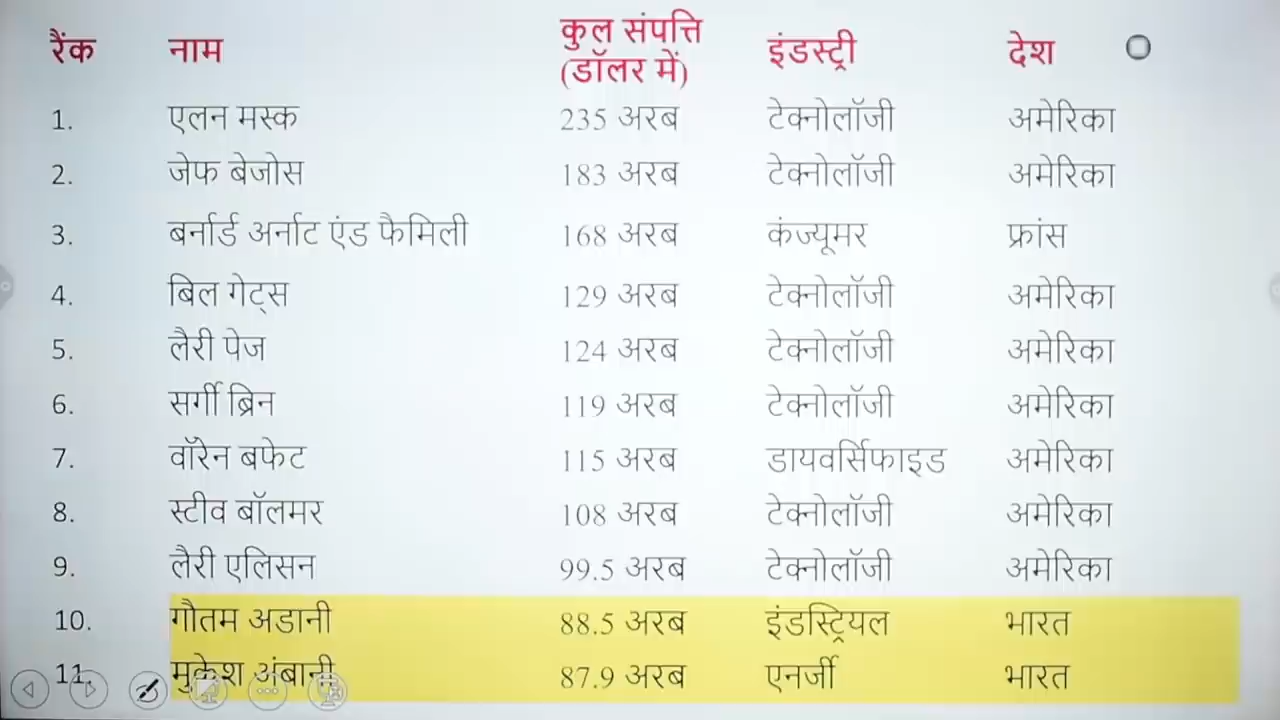 रैंक नाम कुल संपत्ति (डॉलर में) इंडस्ट्री देश
1. एलन मस्क 235 अरब टेक्नोलॉजी अमेरिका
2. जेफ बेजोस 183 अरब टेक्नोलॉजी अमेरिका
3. बर्नार्ड अर्नाट एंड फैमिली 168 अरब कंज्यूमर फ्रांस
4. बिल गेट्स 129 अरब टेक्नोलॉजी अमेरिका
5. लैरी पेज 124 अरब टेक्नोलॉजी अमेरिका
6. सर्गी ब्रिन 119 अरब टेक्नोलॉजी अमेरिका
7. वॉरेन बफेट 115 अरब डायवर्सिफाइड अमेरिका
8. स्टीव बॉलमर 108 अरब टेक्नोलॉजी अमेरिका
9. लैरी एलिसन 99.5 अरब टेक्नोलॉजी अमेरिका
10. गौतम अडानी 88.5 अरब इंडस्ट्रियल भारत
11. मुकेश अंबानी 87.9 अरब एनर्जी भारत